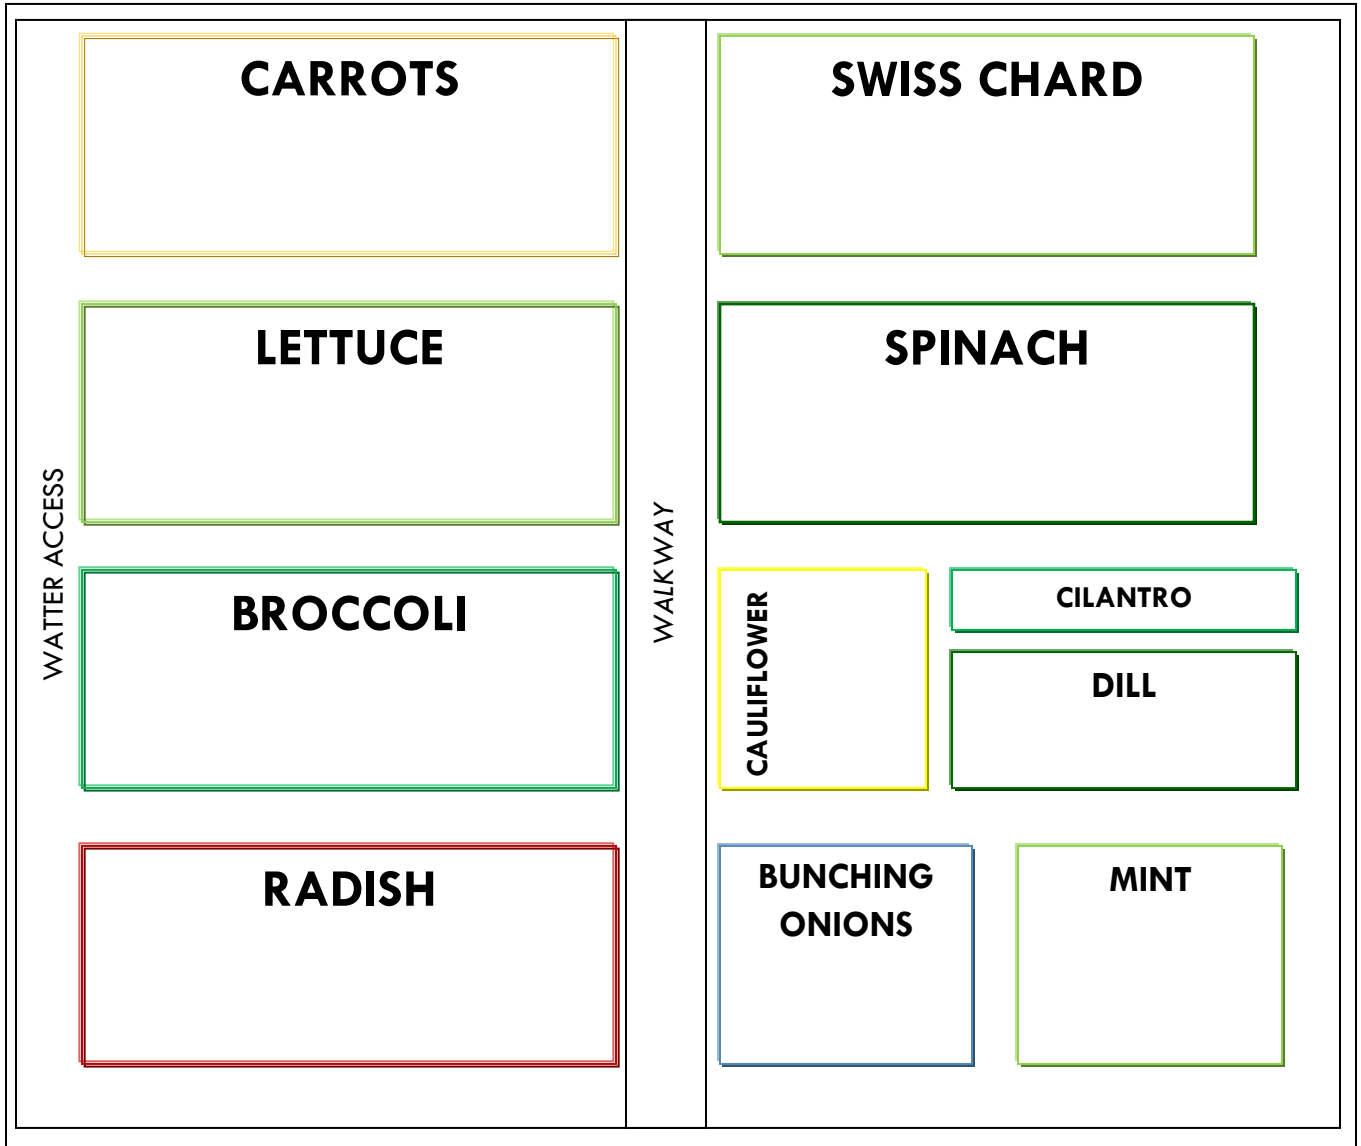 CARROTS
SWISS CHARD
LETTUCE
SPINACH
WATTER ACCESS
WALKWAY
BROCCOLI
CAULIFLOWER
CILANTRO
DILL
RADISH
BUNCHING
ONIONS
MINT